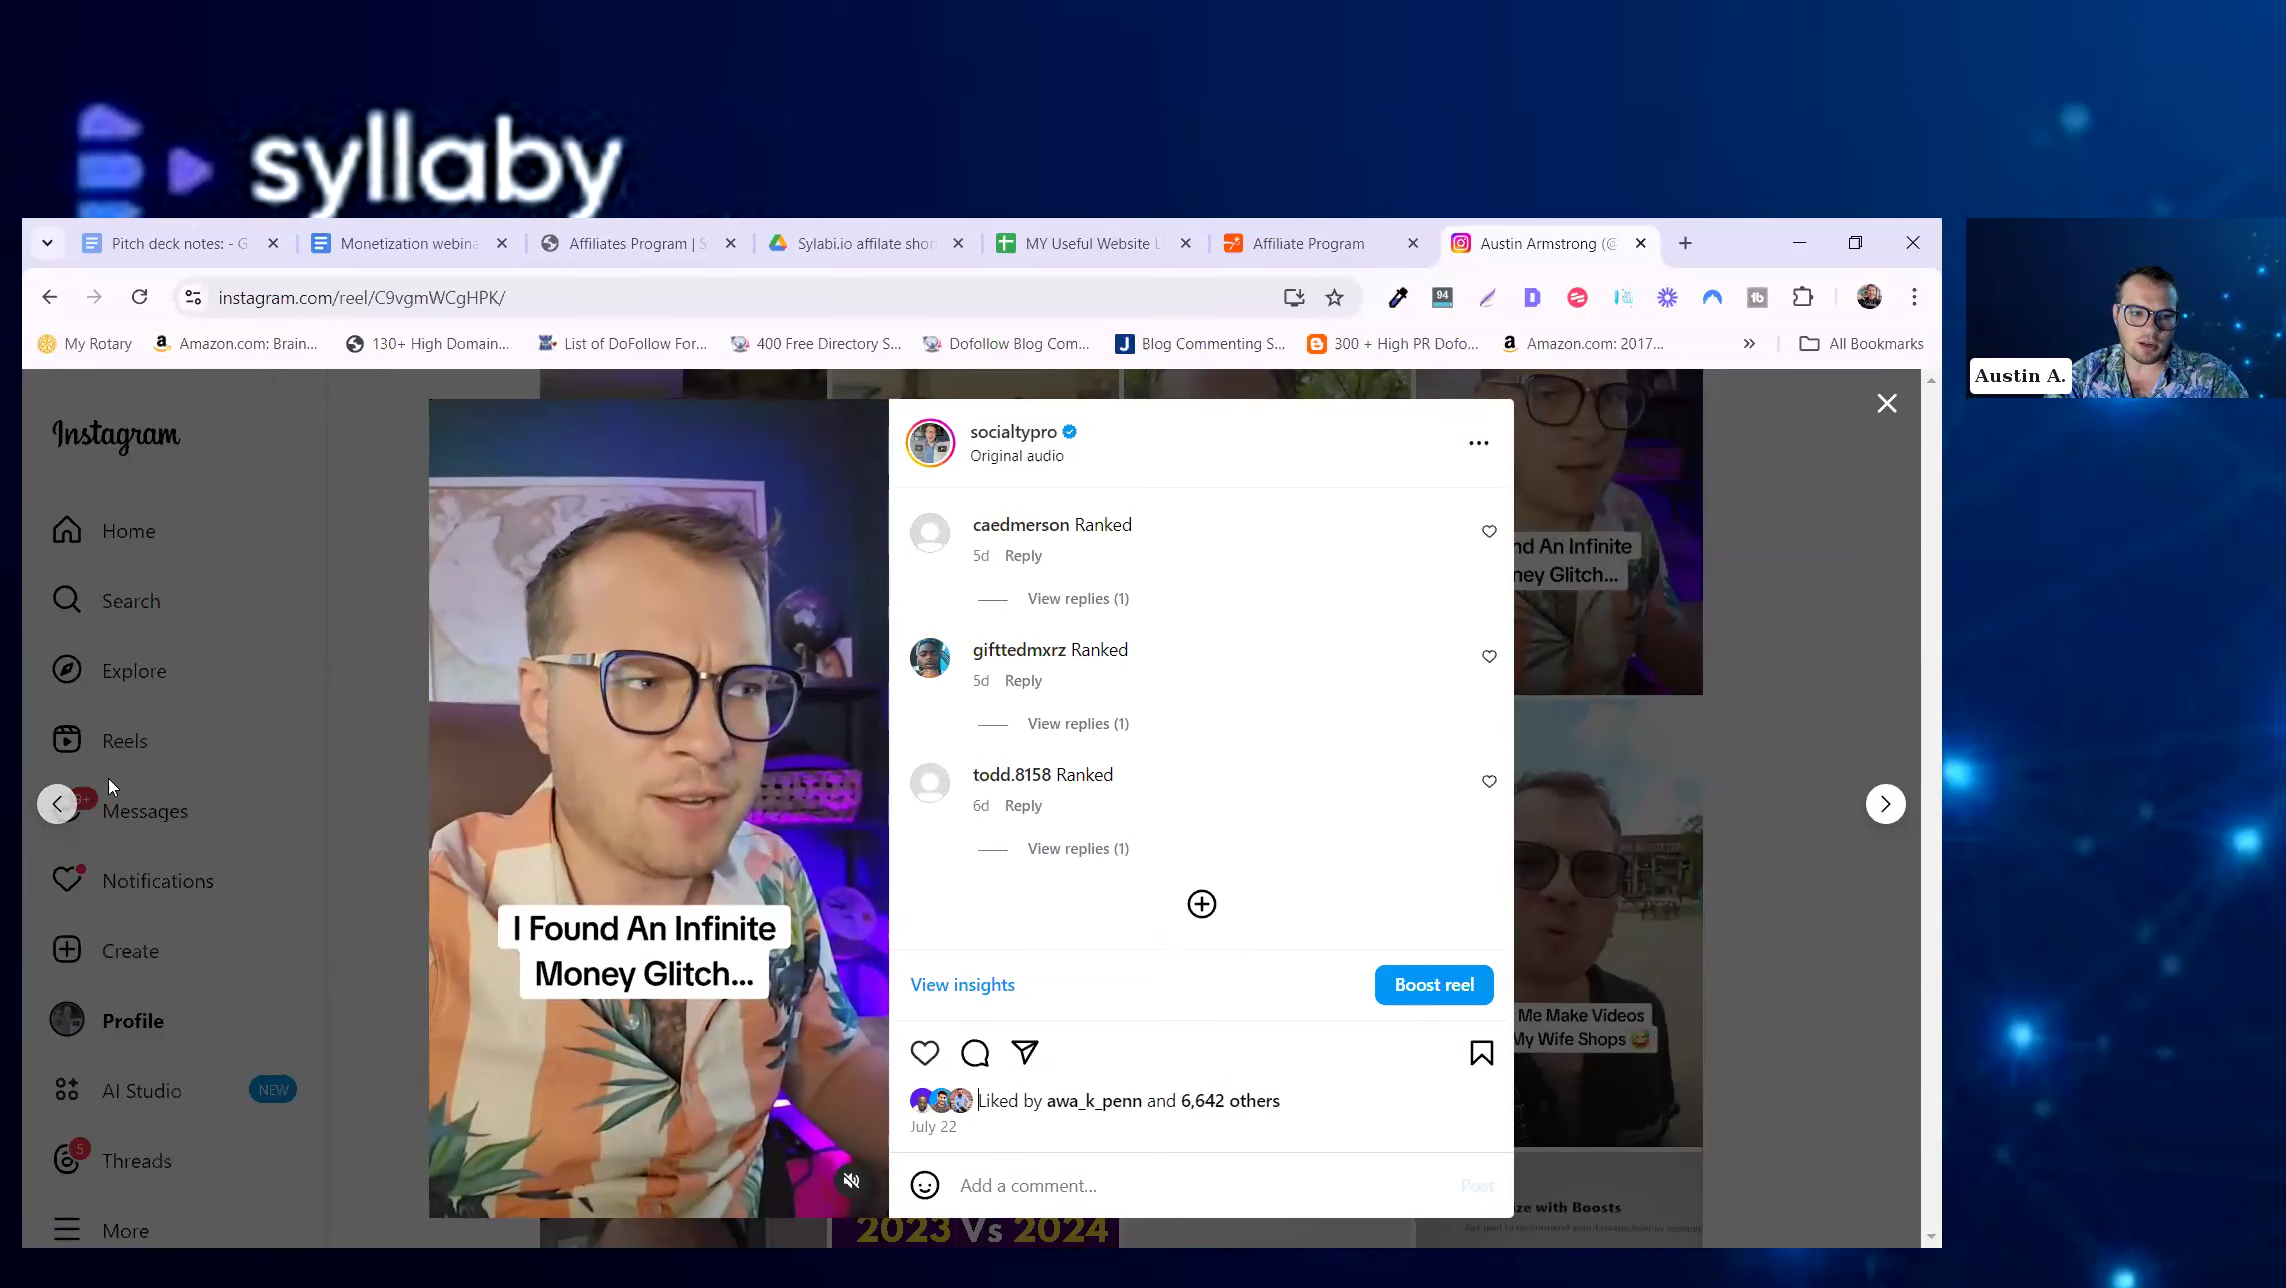 syllaby
Pitch deck notes: - G
Monetization webina
Affiliates Program | S
Sylabi.io affilate shor
MY Useful Website L
Affiliate Program
Austin Armstrong (@
instagram.com/reel/C9vgmWCgHPK/
94
My Rotary
Amazon.com: Brain...
130+ High Domain...
List of DoFollow For...
400 Free Directory S...
Dofollow Blog Com...
Blog Commenting S...
300 + High PR Dofo...
Amazon.com: 2017...
All Bookmarks
Austin A.
Instagram
Home
Search
Explore
Reels
Messages
Notifications
Create
Profile
AI Studio
NEW
Threads
5
More
I Found An Infinite
Money Glitch...
socialtypro
Original audio
caedmerson Ranked
5d Reply
View replies (1)
gifttedmxrz Ranked
5d Reply
View replies (1)
todd.8158 Ranked
6d Reply
View replies (1)
View insights
Boost reel
Liked by awa_k_penn and 6,642 others
July 22
Add a comment...
Post
nd An Infinite
ney Glitch...
Me Make Videos
My Wife Shops
ze with Boosts
2023 Vs 2024